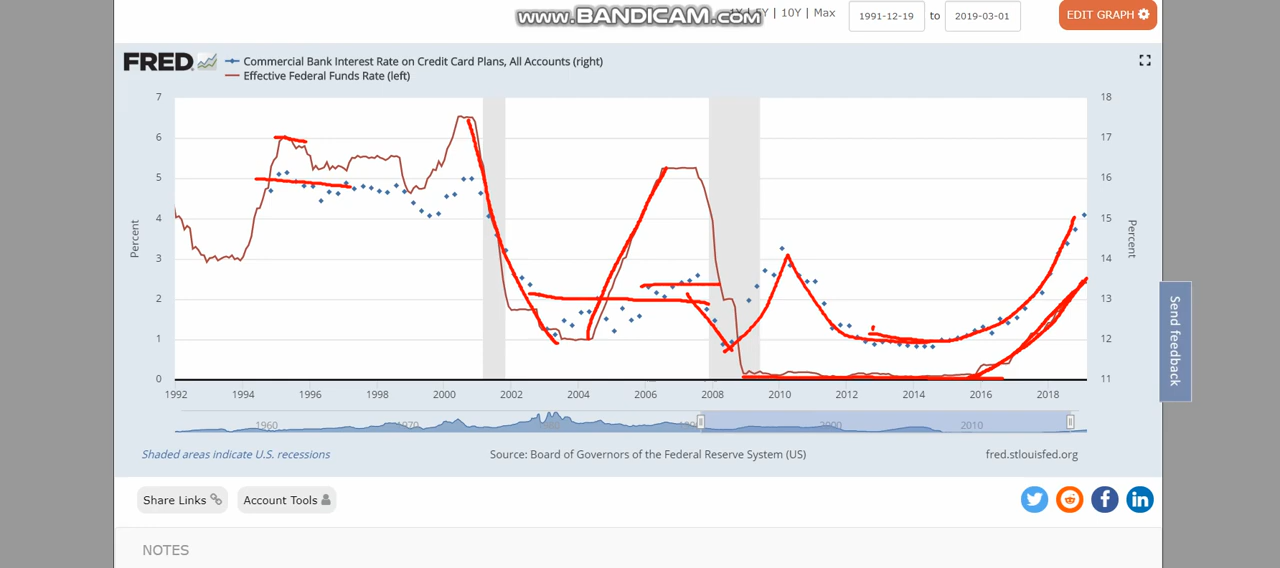 www.BANDICAM.com
5Y | 10Y | Max
1991-12-19 to 2019-03-01
EDIT GRAPH
FRED
Commercial Bank Interest Rate on Credit Card Plans, All Accounts (right)
Effective Federal Funds Rate (left)
7 18
6 17
5 16
4 15
3 14
2 13
1 12
0 11
Percent
Percent
1992 1994 1996 1998 2000 2002 2004 2006 2008 2010 2012 2014 2016 2018
1960 1970 2000 2010
Shaded areas indicate U.S. recessions
Source: Board of Governors of the Federal Reserve System (US)
fred.stlouisfed.org
Send feedback
Share Links
Account Tools
NOTES